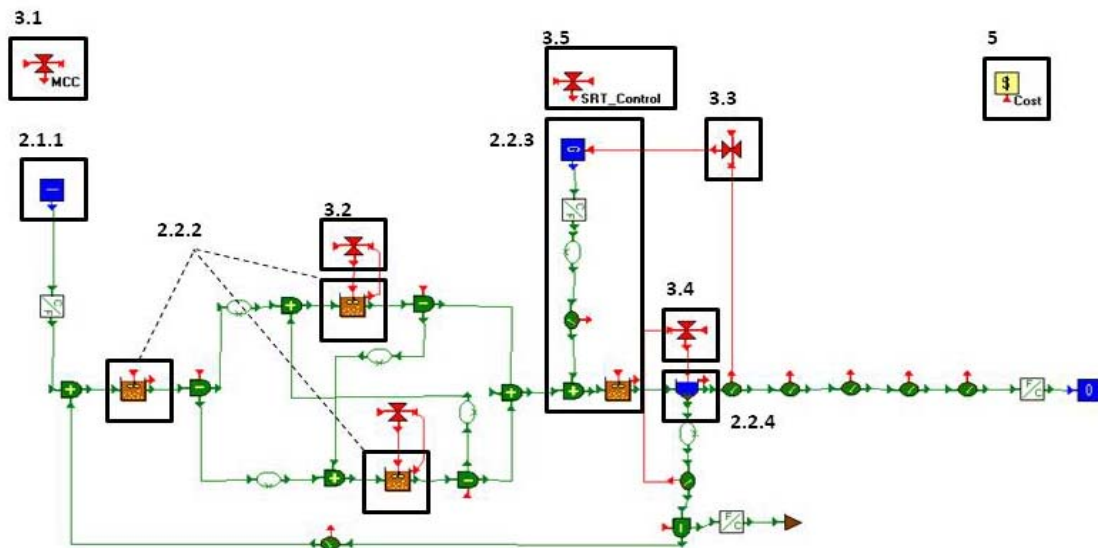 3.1
MCC
3.5
SRT_Control
5
$
Cost
3.3
2.1.1
I
2.2.3
2.2.2
3.2
3.4
C/F
2.2.4
F/C
0
F/C